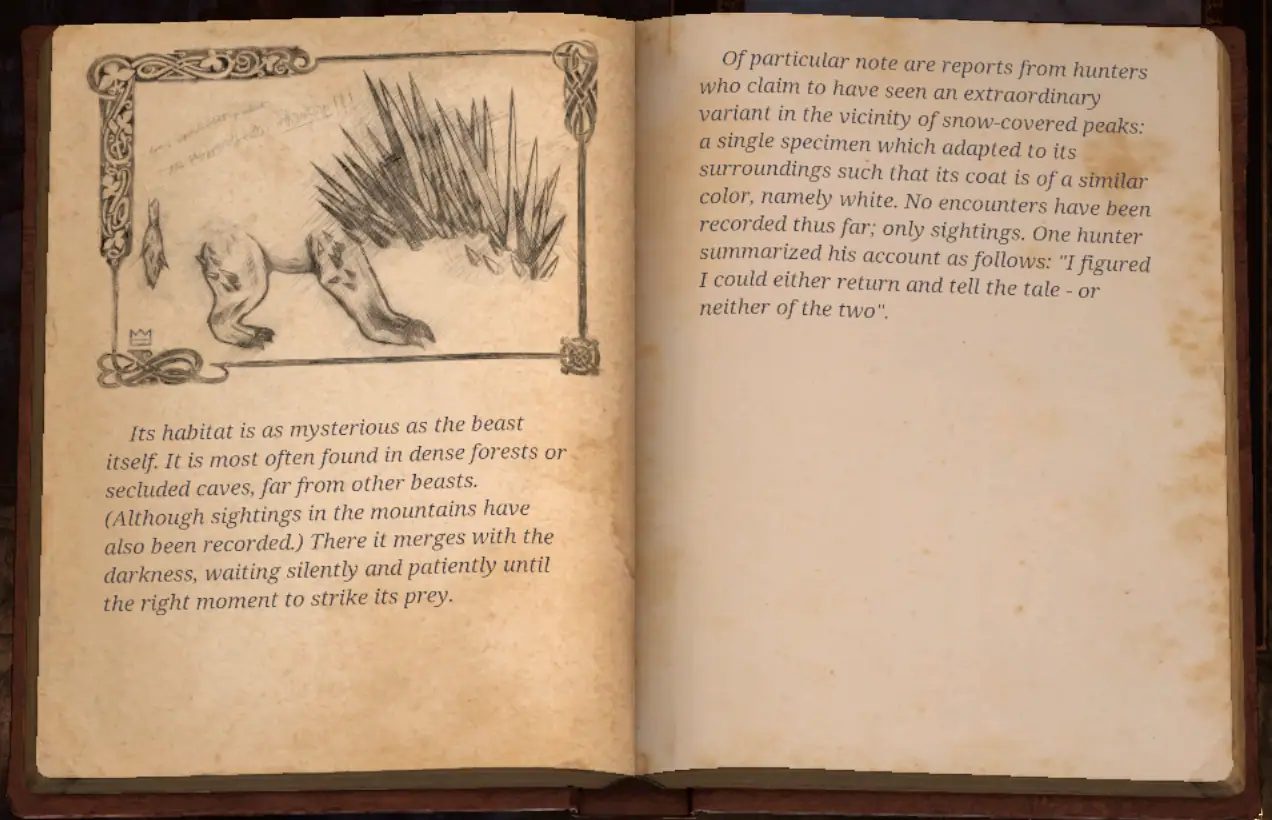 Its habitat is as mysterious as the beast
itself. It is most often found in dense forests or
secluded caves, far from other beasts.
(Although sightings in the mountains have
also been recorded.) There it merges with the
darkness, waiting silently and patiently until
the right moment to strike its prey.
Of particular note are reports from hunters
who claim to have seen an extraordinary
variant in the vicinity of snow-covered peaks:
a single specimen which adapted to its
surroundings such that its coat is of a similar
color, namely white. No encounters have been
recorded thus far; only sightings. One hunter
summarized his account as follows: "I figured
I could either return and tell the tale - or
neither of the two".